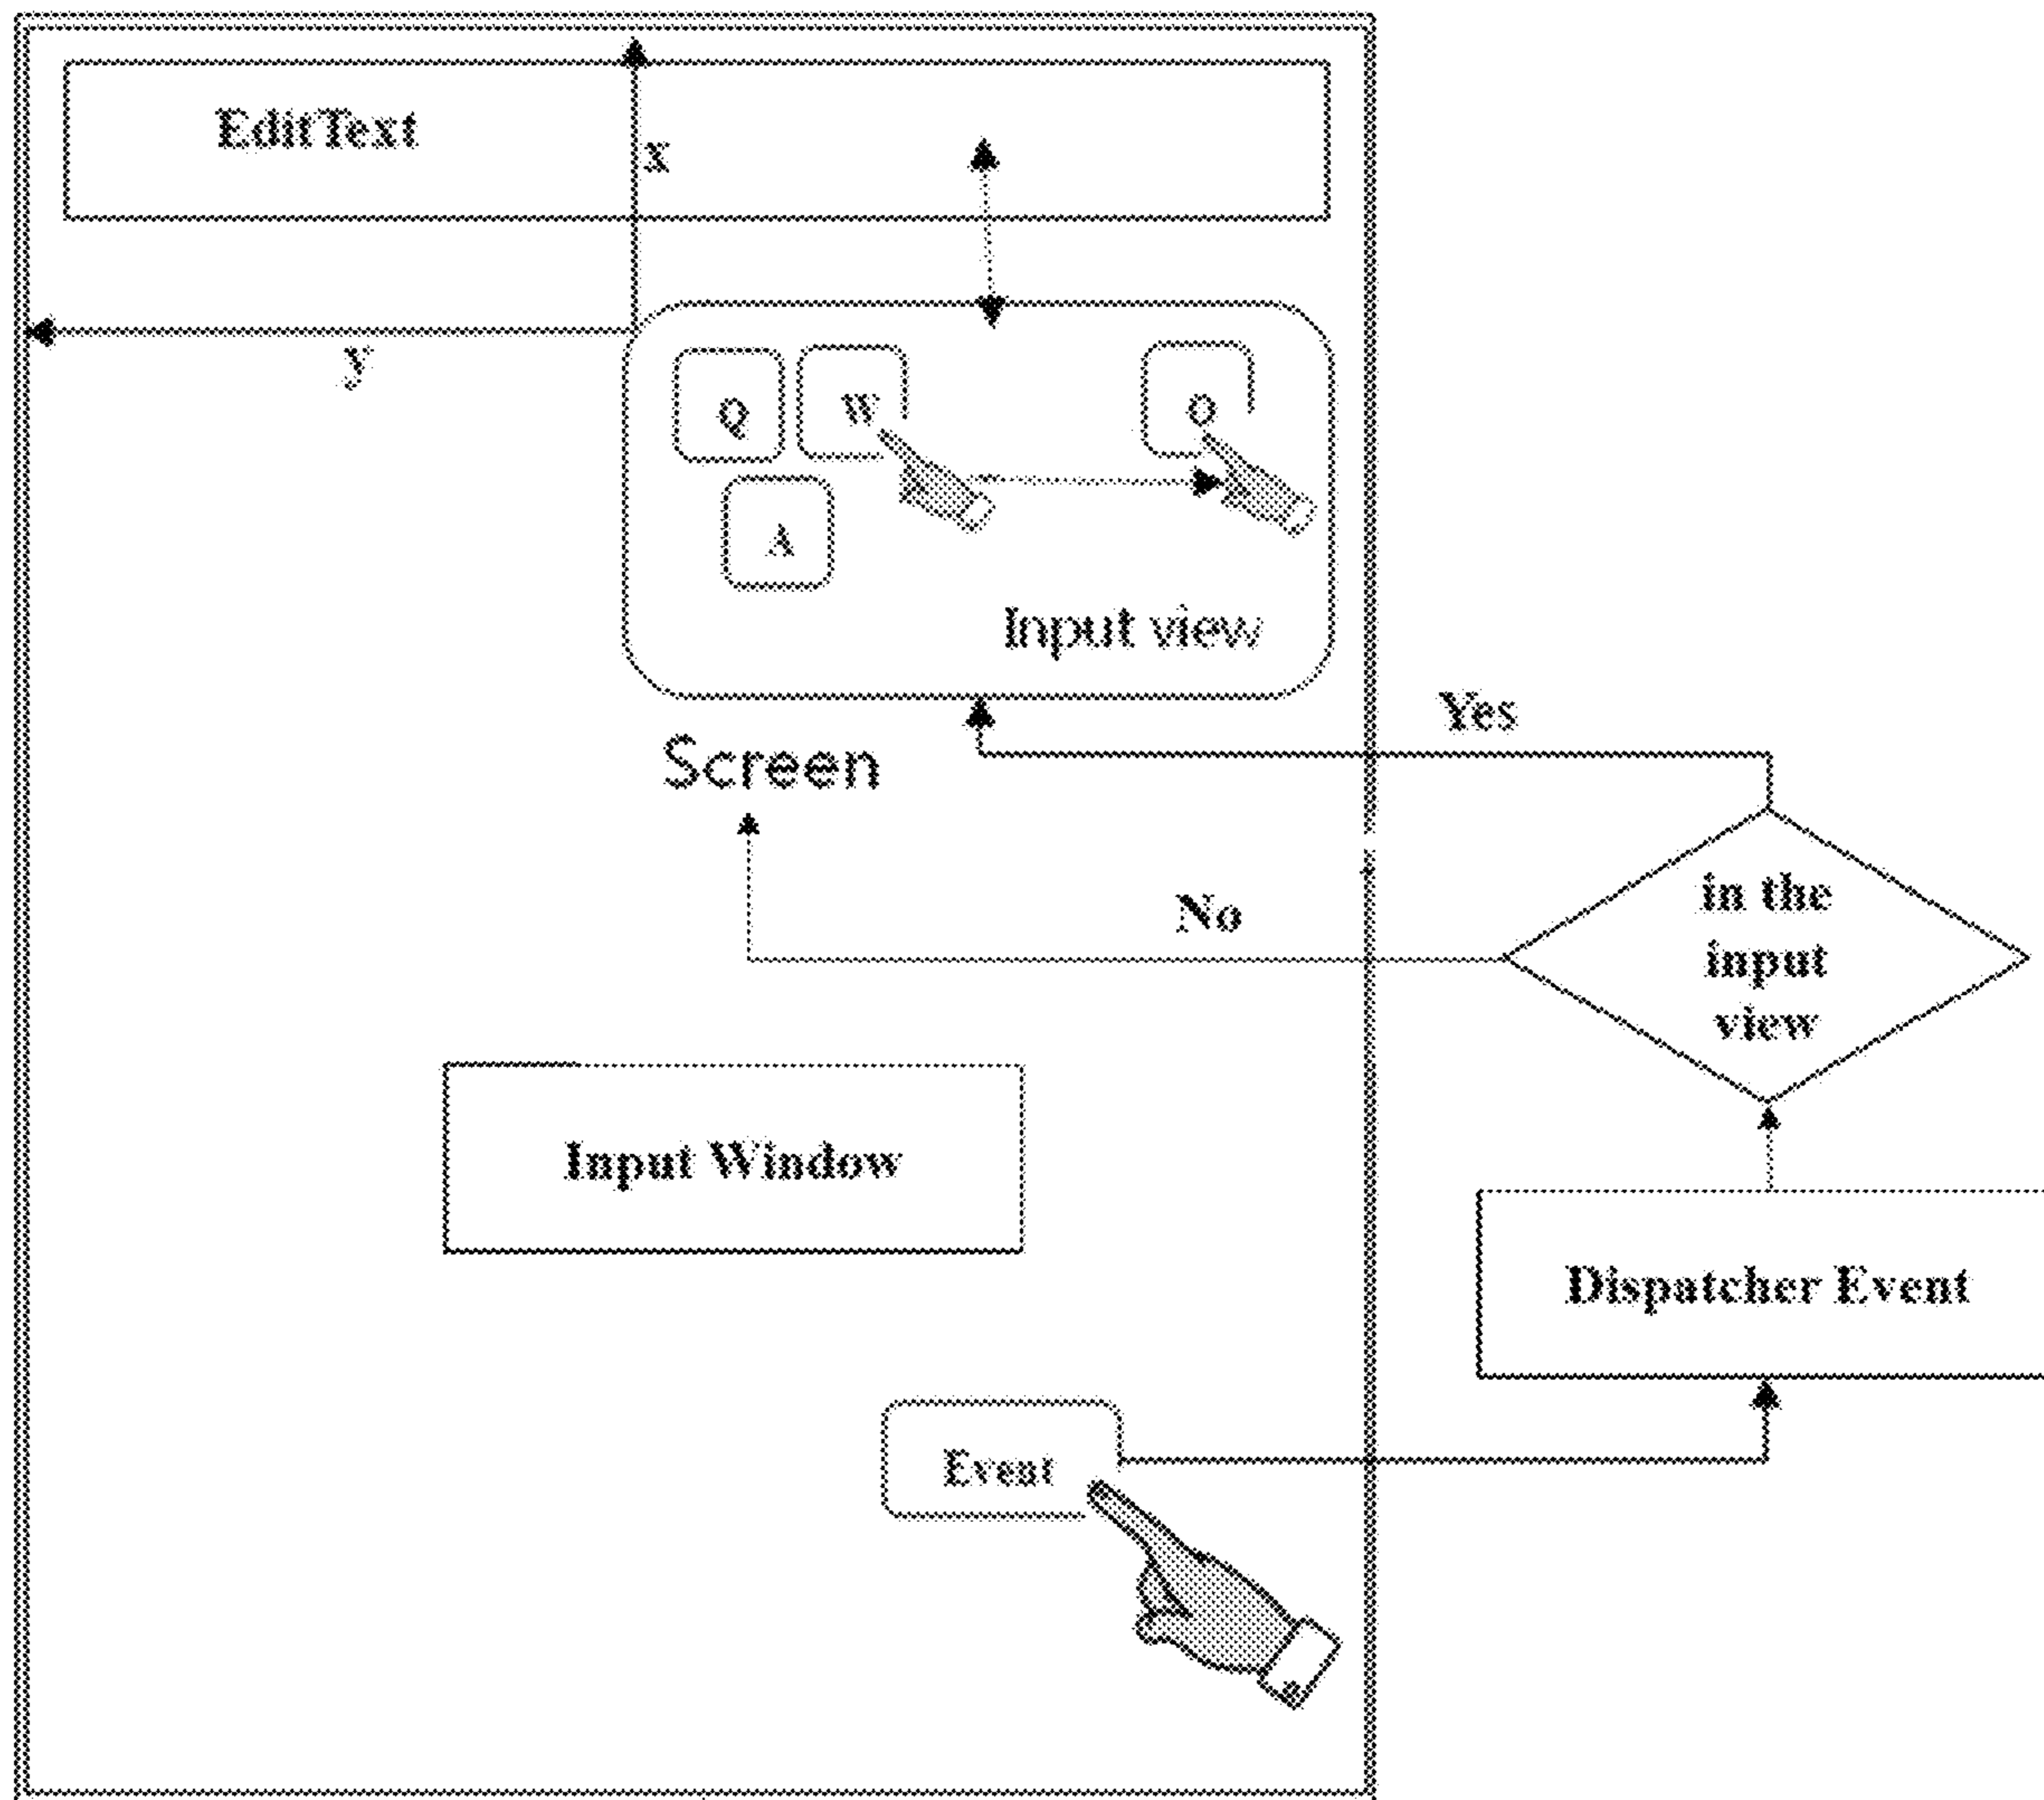 EditText
x
y
Q
W
O
A
Input view
Yes
Screen
in the
input
view
No
Input Window
Dispatcher Event
Event